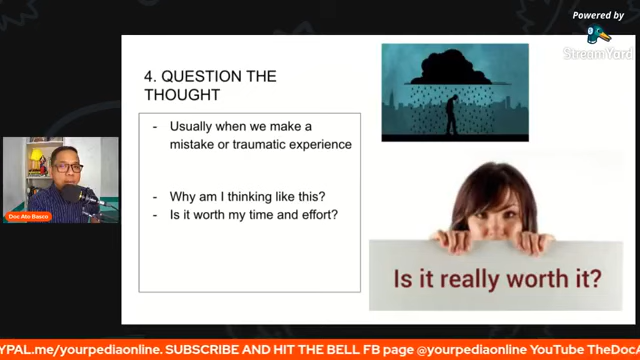 Powered by
StreamYard
4. QUESTION THE
THOUGHT
- Usually when we make a
mistake or traumatic experience
- Why am I thinking like this?
- Is it worth my time and effort?
Is it really worth it?
Doc Ato Basco
YPAL.me/yourpediaonline. SUBSCRIBE AND HIT THE BELL FB page @yourpediaonline YouTube TheDocA